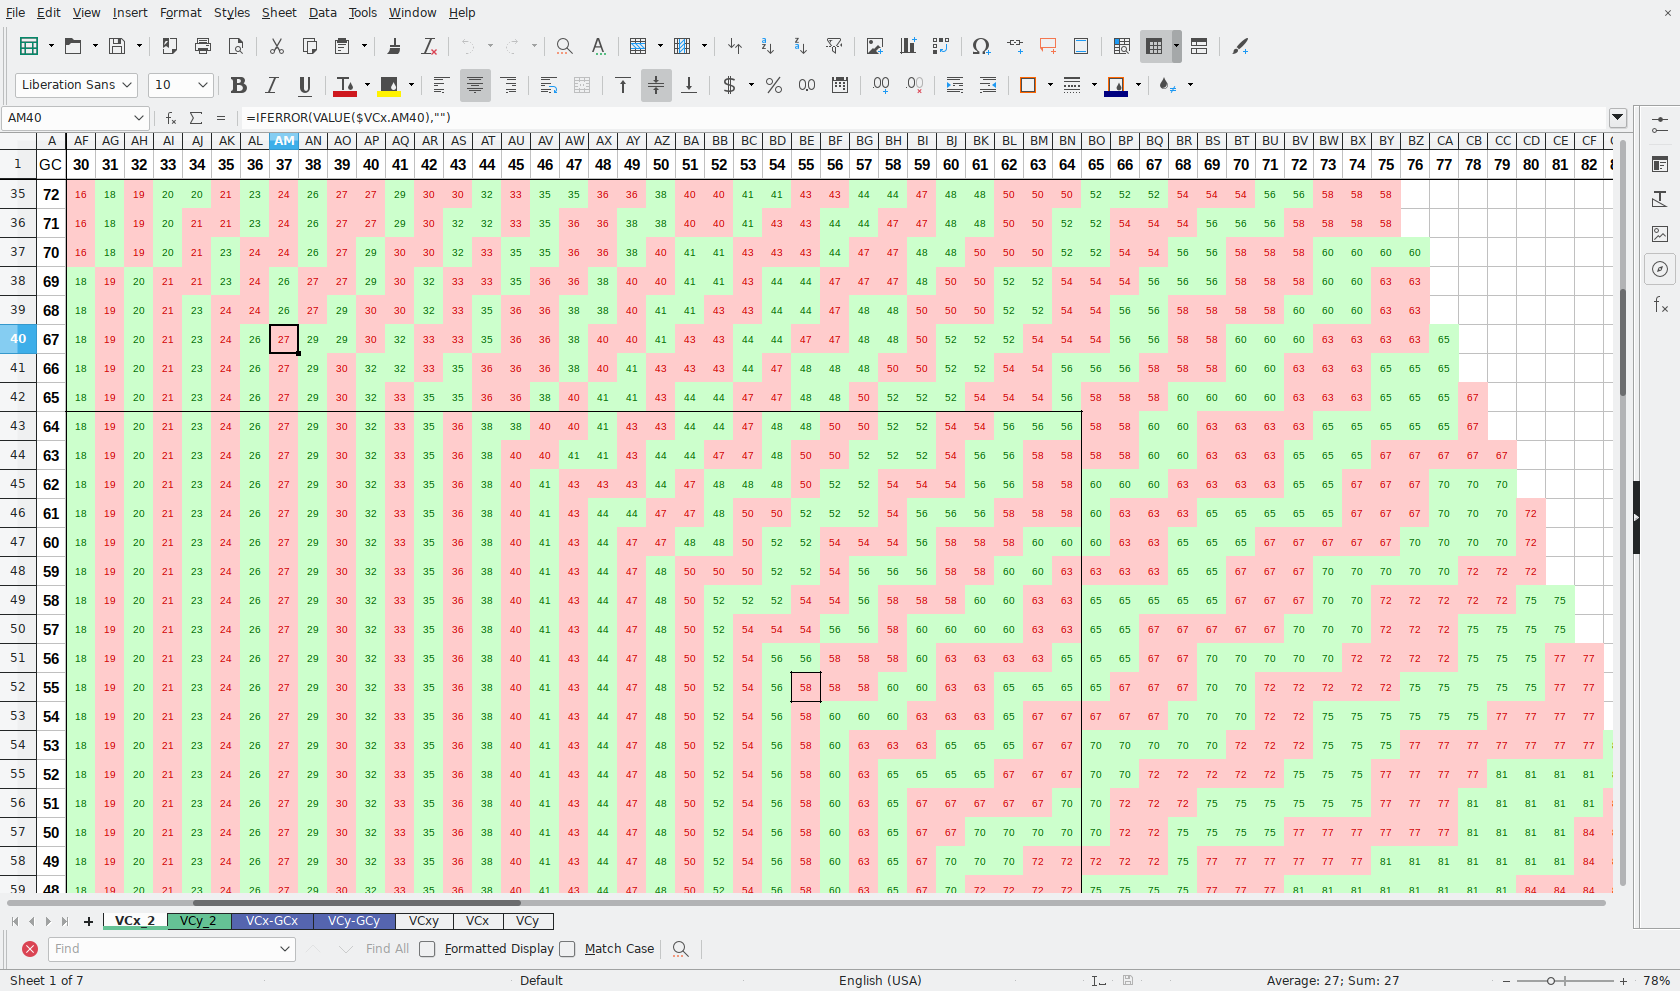 File Edit View Insert Format Styles Sheet Data Tools Window Help
Liberation Sans 10
AM40 =IFERROR(VALUE($VCx.AM40),"")
A AF AG AH AI AJ AK AL AM AN AO AP AQ AR AS AT AU AV AW AX AY AZ BA BB BC BD BE BF BG BH BI BJ BK BL BM BN BO BP BQ BR BS BT BU BV BW BX BY BZ CA CB CC CD CE CF
1 GC 30 31 32 33 34 35 36 37 38 39 40 41 42 43 44 45 46 47 48 49 50 51 52 53 54 55 56 57 58 59 60 61 62 63 64 65 66 67 68 69 70 71 72 73 74 75 76 77 78 79 80 81 82
35 72 16 18 19 20 20 21 23 24 26 27 27 29 30 30 32 33 35 35 36 36 38 40 40 41 41 43 43 44 44 47 48 48 50 50 50 52 52 52 54 54 54 56 56 58 58 58
36 71 16 18 19 20 21 21 23 24 26 27 27 29 30 32 32 33 35 36 36 38 38 40 40 41 43 43 44 44 47 47 48 48 50 50 52 52 54 54 54 56 56 56 58 58 58 58
37 70 16 18 19 20 21 23 24 24 26 27 29 30 30 32 33 35 35 36 36 38 40 41 41 43 43 43 44 47 47 48 48 50 50 50 52 52 54 54 56 56 58 58 58 60 60 60 60
38 69 18 19 20 21 21 23 24 26 27 27 29 30 32 33 33 35 36 36 38 40 40 41 41 43 44 44 47 47 47 48 50 50 52 52 54 54 54 56 56 56 58 58 58 60 60 63 63
39 68 18 19 20 21 23 24 24 26 27 29 30 30 32 33 35 36 36 38 38 40 41 41 43 43 44 44 44 47 48 48 50 50 50 52 52 54 56 56 58 58 58 58 60 60 60 63 63
40 67 18 19 20 21 23 24 26 27 29 29 30 32 33 33 35 36 36 38 40 40 41 43 43 44 44 47 47 48 48 50 52 52 52 54 54 54 56 56 58 58 60 60 60 63 63 63 63 65
41 66 18 19 20 21 23 24 26 27 29 30 32 32 33 35 36 36 36 38 40 41 43 43 43 44 47 48 48 48 50 50 52 52 54 54 56 56 56 58 58 58 60 60 63 63 63 65 65 65
42 65 18 19 20 21 23 24 26 27 29 30 32 33 35 35 36 36 38 40 41 41 43 44 44 47 47 48 48 50 52 52 52 54 54 54 56 58 58 58 60 60 60 60 63 63 63 65 65 65 67
43 64 18 19 20 21 23 24 26 27 29 30 32 33 35 36 38 38 40 40 41 43 43 44 44 47 48 48 50 50 52 52 54 54 56 56 56 58 58 60 60 63 63 63 63 65 65 65 65 65 67
44 63 18 19 20 21 23 24 26 27 29 30 32 33 35 36 38 40 40 41 41 43 44 44 47 47 48 50 50 52 52 52 54 56 56 58 58 58 58 60 60 63 63 63 65 65 65 67 67 67 67 67
45 62 18 19 20 21 23 24 26 27 29 30 32 33 35 36 38 40 41 43 43 43 44 47 48 48 48 50 52 52 54 54 54 56 56 58 58 60 60 60 63 63 63 63 65 65 67 67 67 70 70 70
46 61 18 19 20 21 23 24 26 27 29 30 32 33 35 36 38 40 41 43 44 44 47 47 48 50 50 52 52 52 54 56 56 56 58 58 58 60 63 63 63 65 65 65 65 65 67 67 67 70 70 70 72
47 60 18 19 20 21 23 24 26 27 29 30 32 33 35 36 38 40 41 43 44 47 47 48 48 50 52 52 54 54 54 56 58 58 58 60 60 60 63 63 65 65 65 67 67 67 67 67 70 70 70 70 72
48 59 18 19 20 21 23 24 26 27 29 30 32 33 35 36 38 40 41 43 44 47 48 50 50 50 52 52 54 56 56 56 58 58 60 60 63 63 63 63 65 65 67 67 67 70 70 70 70 70 72 72 72
49 58 18 19 20 21 23 24 26 27 29 30 32 33 35 36 38 40 41 43 44 47 48 50 52 52 52 54 54 56 58 58 58 60 60 63 63 65 65 65 65 65 67 67 67 70 70 72 72 72 72 72 75 75
50 57 18 19 20 21 23 24 26 27 29 30 32 33 35 36 38 40 41 43 44 47 48 50 52 54 54 54 56 56 58 60 60 60 60 63 63 65 65 67 67 67 67 67 70 70 70 72 72 72 75 75 75 75
51 56 18 19 20 21 23 24 26 27 29 30 32 33 35 36 38 40 41 43 44 47 48 50 52 54 56 56 58 58 58 60 63 63 63 63 65 65 65 67 67 70 70 70 70 70 72 72 72 72 75 75 75 77 77
52 55 18 19 20 21 23 24 26 27 29 30 32 33 35 36 38 40 41 43 44 47 48 50 52 54 56 58 58 58 60 60 63 63 65 65 65 65 67 67 67 70 70 72 72 72 72 72 75 75 75 75 75 77 77
53 54 18 19 20 21 23 24 26 27 29 30 32 33 35 36 38 40 41 43 44 47 48 50 52 54 56 58 60 60 60 63 63 63 65 67 67 67 67 67 70 70 70 72 72 75 75 75 75 75 75 77 77 77 77
54 53 18 19 20 21 23 24 26 27 29 30 32 33 35 36 38 40 41 43 44 47 48 50 52 54 56 58 60 63 63 63 65 65 65 67 67 70 70 70 70 70 72 72 72 75 75 75 77 77 77 77 77 77 77
55 52 18 19 20 21 23 24 26 27 29 30 32 33 35 36 38 40 41 43 44 47 48 50 52 54 56 58 60 63 65 65 65 65 67 67 67 70 70 72 72 72 72 72 75 75 75 77 77 77 77 81 81 81 81
56 51 18 19 20 21 23 24 26 27 29 30 32 33 35 36 38 40 41 43 44 47 48 50 52 54 56 58 60 63 65 67 67 67 67 67 70 70 72 72 72 75 75 75 75 75 75 77 77 77 81 81 81 81 81
57 50 18 19 20 21 23 24 26 27 29 30 32 33 35 36 38 40 41 43 44 47 48 50 52 54 56 58 60 63 65 67 67 70 70 70 70 70 72 72 75 75 75 75 77 77 77 77 77 77 81 81 81 81 84
58 49 18 19 20 21 23 24 26 27 29 30 32 33 35 36 38 40 41 43 44 47 48 50 52 54 56 58 60 63 65 67 70 70 70 72 72 72 72 72 75 77 77 77 77 77 77 81 81 81 81 81 81 81 84
59 48 18 19 20 21 23 24 26 27 29 30 32 33 35 36 38 40 41 43 44 47 48 50 52 54 56 58 60 63 65 67 70 72 72 72 72 75 75 75 75 77 77 77 81 81 81 81 81 81 81 81 84 84 84
VCx_2 VCy_2 VCx-GCx VCy-GCy VCxy VCx VCy
Find Find All Formatted Display Match Case
Sheet 1 of 7 Default English (USA) Average: 27; Sum: 27 78%